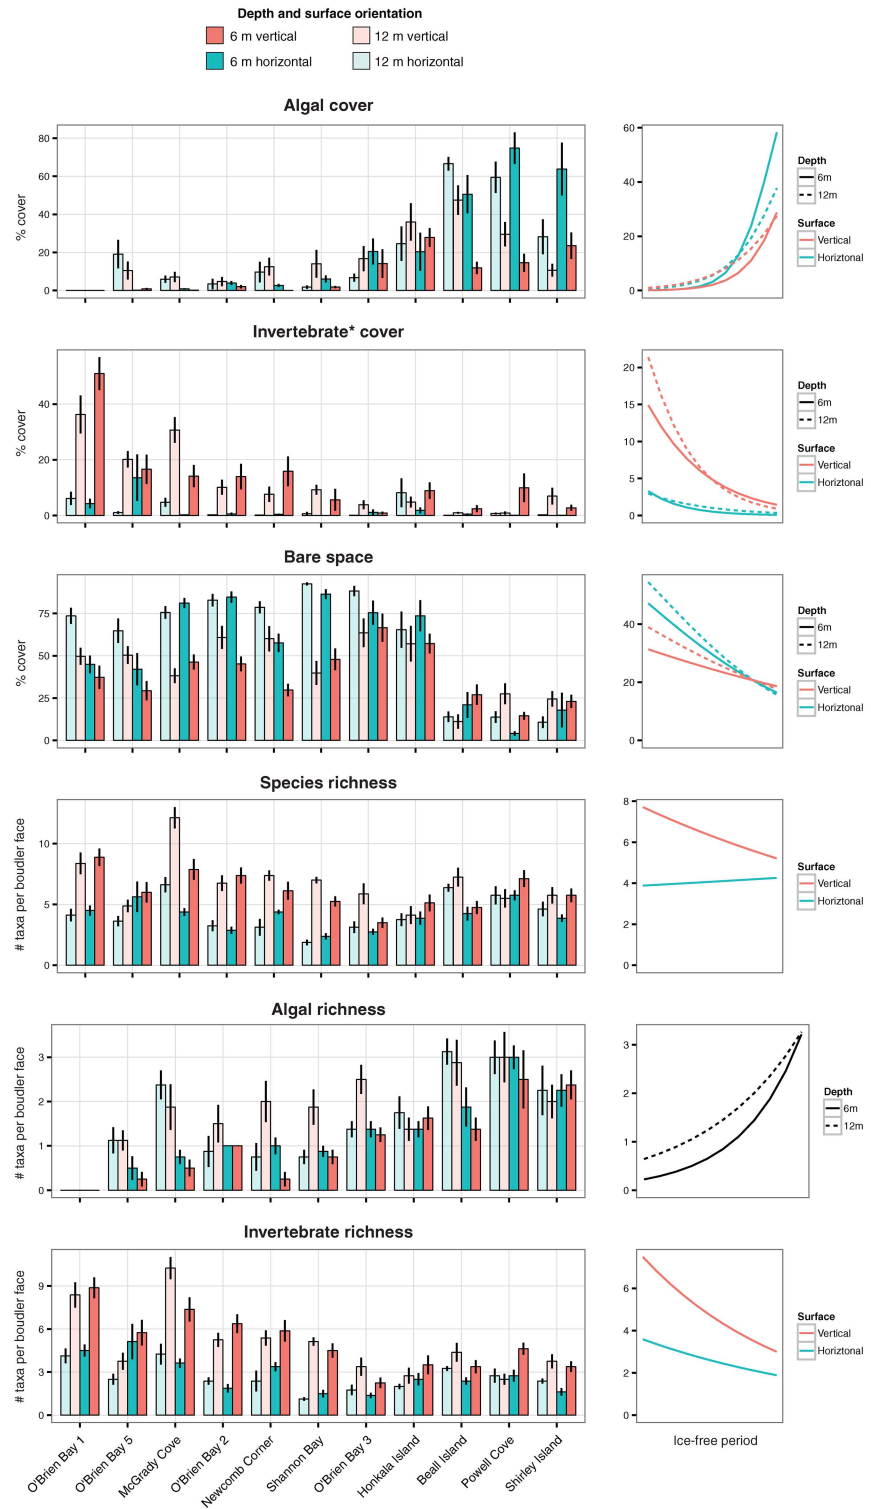 Depth and surface orientation
6 m vertical 12 m vertical
6 m horizontal 12 m horizontal
Algal cover
% cover
80
60
40
20
0
60
40
20
0
Depth
6m
12m
Surface
Vertical
Horiztonal
Invertebrate* cover
% cover
40
20
0
20
15
10
5
0
Depth
6m
12m
Surface
Vertical
Horiztonal
Bare space
% cover
75
50
25
0
40
20
0
Depth
6m
12m
Surface
Vertical
Horiztonal
Species richness
# taxa per boudler face
10
5
0
8
6
4
2
0
Surface
Vertical
Horiztonal
Algal richness
# taxa per boudler face
3
2
1
0
3
2
1
0
Depth
6m
12m
Invertebrate richness
# taxa per boudler face
9
6
3
0
6
4
2
0
Surface
Vertical
Horiztonal
O'Brien Bay 1
O'Brien Bay 5
McGrady Cove
O'Brien Bay 2
Newcomb Corner
Shannon Bay
O'Brien Bay 3
Honkala Island
Beall Island
Powell Cove
Shirley Island
Ice-free period